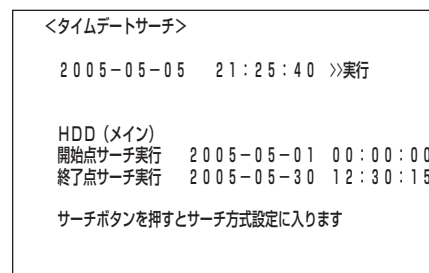 ＜タイムデートサーチ＞
２００５－０５－０５　２１：２５：４０　≫実行
ＨＤＤ（メイン）
開始点サーチ実行　２００５－０５－０１　００：００：００
終了点サーチ実行　２００５－０５－３０　１２：３０：１５
サーチボタンを押すとサーチ方式設定に入ります